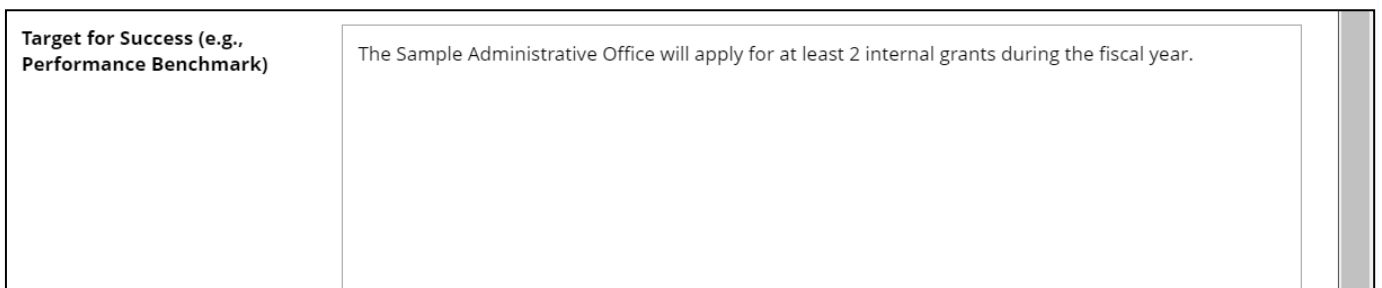 Target for Success (e.g.,
Performance Benchmark)
The Sample Administrative Office will apply for at least 2 internal grants during the fiscal year.